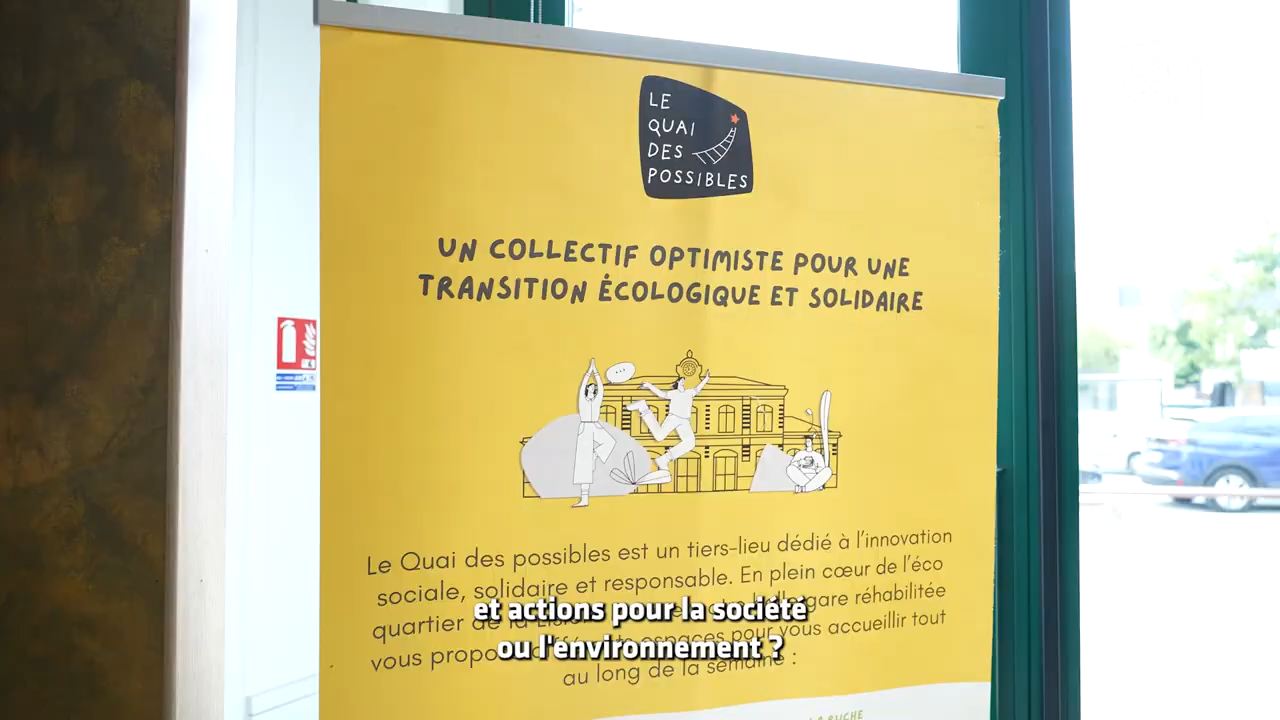 LE
QUAI
DES
POSSIBLES
UN COLLECTIF OPTIMISTE POUR UNE
TRANSITION ÉCOLOGIQUE ET SOLIDAIRE
Le Quai des possibles est un tiers-lieu dédié à l'innovation
sociale, solidaire et responsable. En plein cœur de l'éco
quartier de la gare réhabilitée
vous propo espaces pour vous accueillir tout
au long de la semaine :
et actions pour la société
ou l'environnement ?
RUCHE